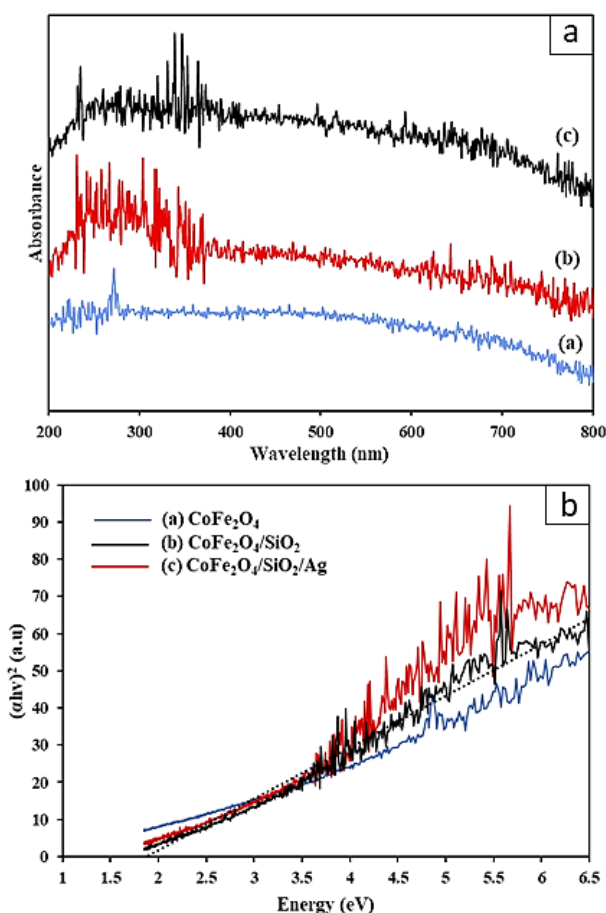 a
(c)
(b)
(a)
Absorbance
200 300 400 500 600 700 800
Wavelength (nm)
b
100
90
80
70
60
50
40
30
20
10
0
(a) CoFe₂O₄
(b) CoFe₂O₄/SiO₂
(c) CoFe₂O₄/SiO₂/Ag
(αhv)² (a.u)
1 1.5 2 2.5 3 3.5 4 4.5 5 5.5 6 6.5
Energy (eV)